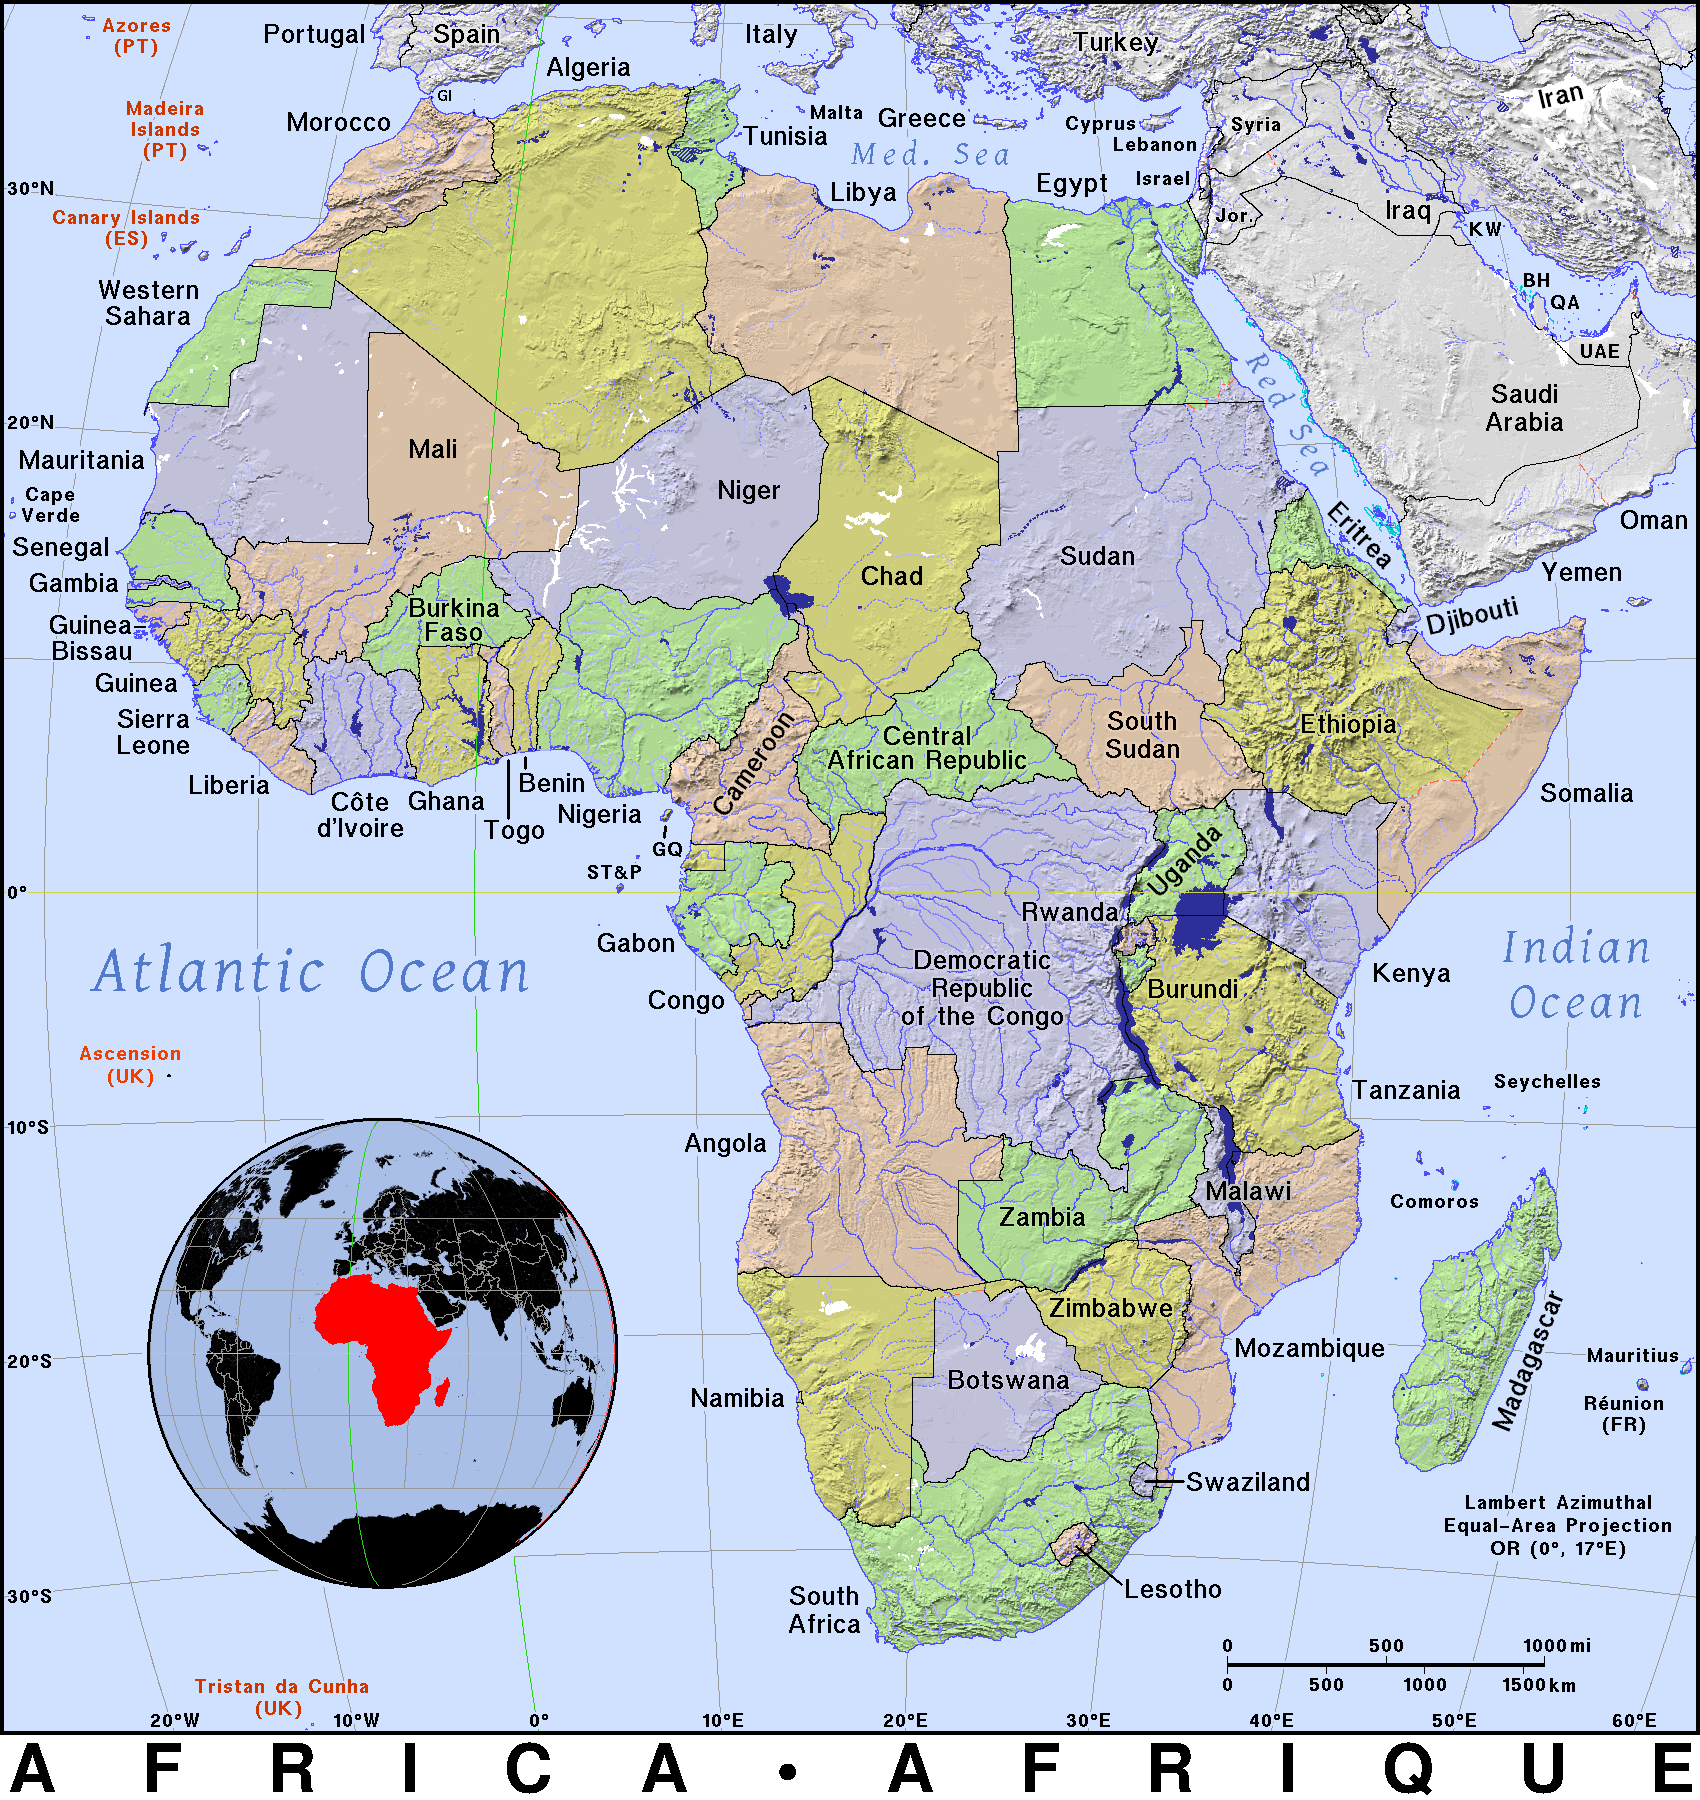 Azores
(PT)
Portugal
Spain
Italy
Turkey
Algeria
GI
Madeira
Islands
(PT)
Morocco
Tunisia
Malta
Greece
Cyprus
Lebanon
Syria
Iran
Med. Sea
30°N
Libya
Egypt
Israel
Jor.
Iraq
KW
Canary Islands
(ES)
BH
QA
UAE
Western
Sahara
Red Sea
Saudi
Arabia
20°N
Mauritania
Mali
Niger
Cape
Verde
Oman
Senegal
Chad
Sudan
Eritrea
Yemen
Gambia
Burkina
Faso
Djibouti
Guinea-
Bissau
Guinea
Sierra
Leone
Cameroon
Central
African Republic
South
Sudan
Ethiopia
Liberia
Côte
d'Ivoire
Ghana
Togo
Benin
Nigeria
Somalia
GQ
ST&P
Uganda
0°
Rwanda
Gabon
Atlantic Ocean
Democratic
Republic
of the Congo
Burundi
Kenya
Indian
Ocean
Congo
Ascension
(UK)
Tanzania
Seychelles
10°S
Angola
Zambia
Malawi
Comoros
Zimbabwe
Mozambique
Madagascar
Mauritius
20°S
Namibia
Botswana
Réunion
(FR)
Swaziland
Lambert Azimuthal
Equal-Area Projection
OR (0°, 17°E)
30°S
South
Africa
Lesotho
0 500 1000 mi
0 500 1000 1500 km
Tristan da Cunha
(UK)
20°W 10°W 0° 10°E 20°E 30°E 40°E 50°E 60°E
AFRICA • AFRIQUE